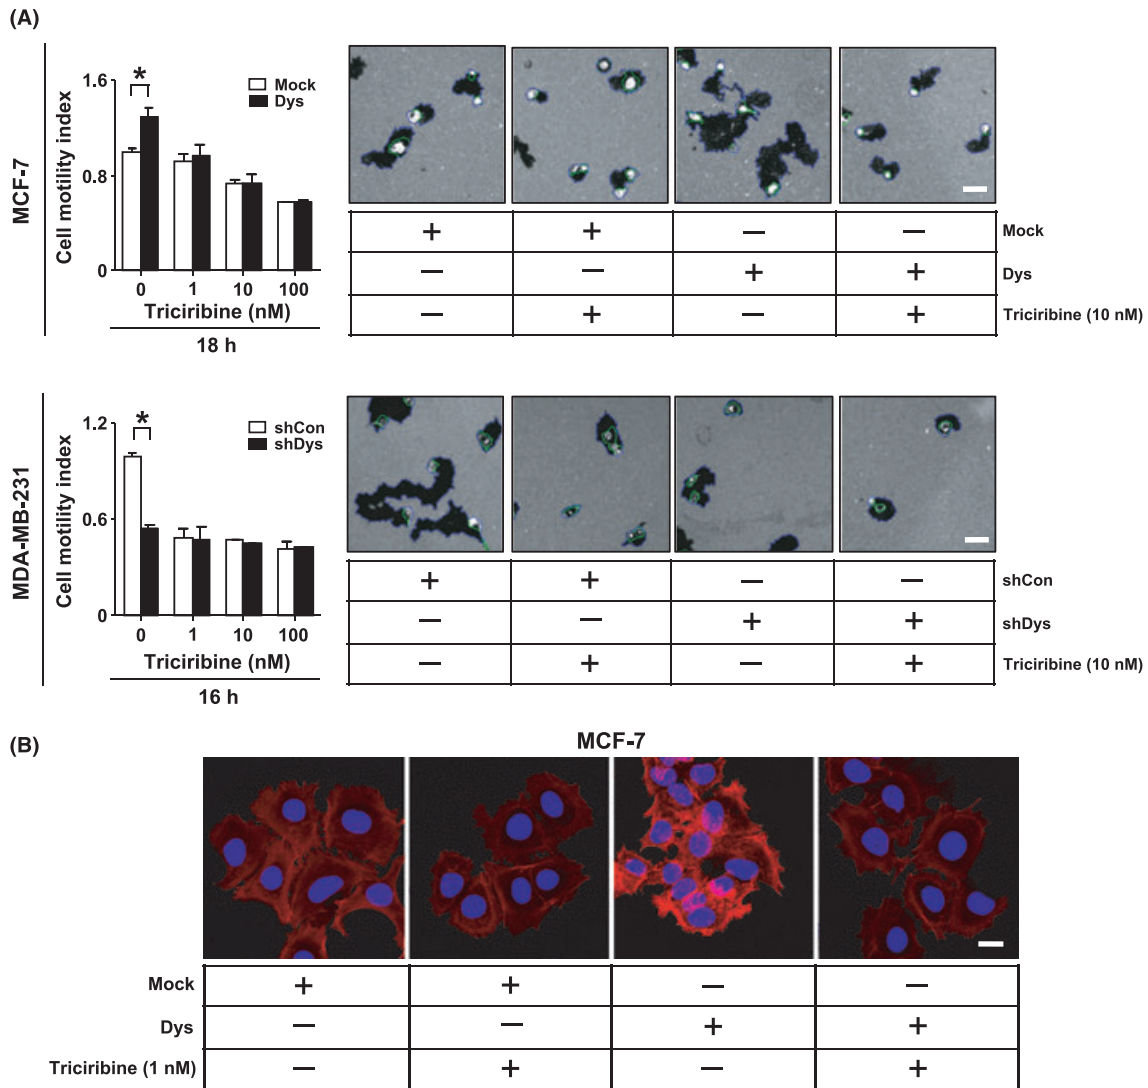 (A)
MCF-7
Cell motility index
1.6
0.8
0
*
Mock
Dys
0 1 10 100
Triciribine (nM)
18 h
+ + — — Mock
— — + + Dys
— + — + Triciribine (10 nM)
MDA-MB-231
Cell motility index
1.2
0.6
0
*
shCon
shDys
0 1 10 100
Triciribine (nM)
16 h
+ + — — shCon
— — + + shDys
— + — + Triciribine (10 nM)
(B)
MCF-7
Mock + + — —
Dys — — + +
Triciribine (1 nM) — + — +